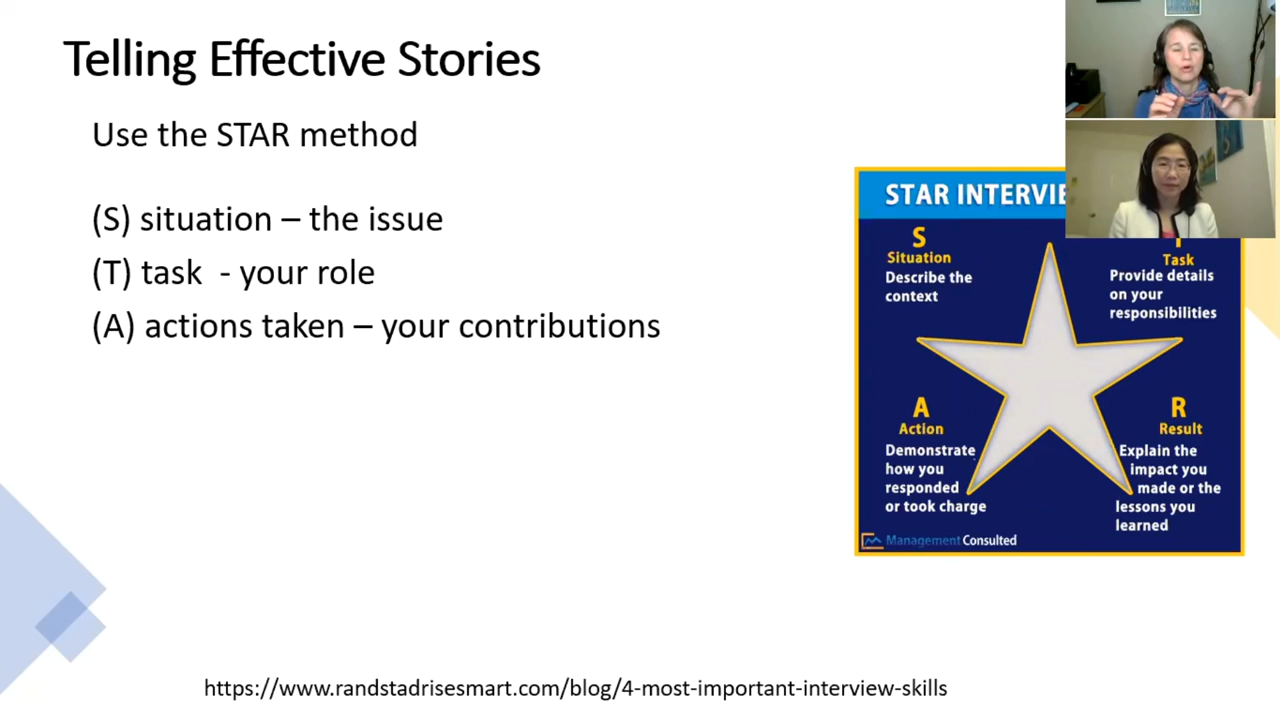 Telling Effective Stories
Use the STAR method
(S) situation – the issue
(T) task - your role
(A) actions taken – your contributions
STAR
S
Situation
Describe the
context
Task
Provide details
on your
responsibilities
A
Action
Demonstrate
how you
responded
or took charge
R
Result
Explain the
impact you
made or the
lessons you
learned
Management Consulted
https://www.randstadrisesmart.com/blog/4-most-important-interview-skills